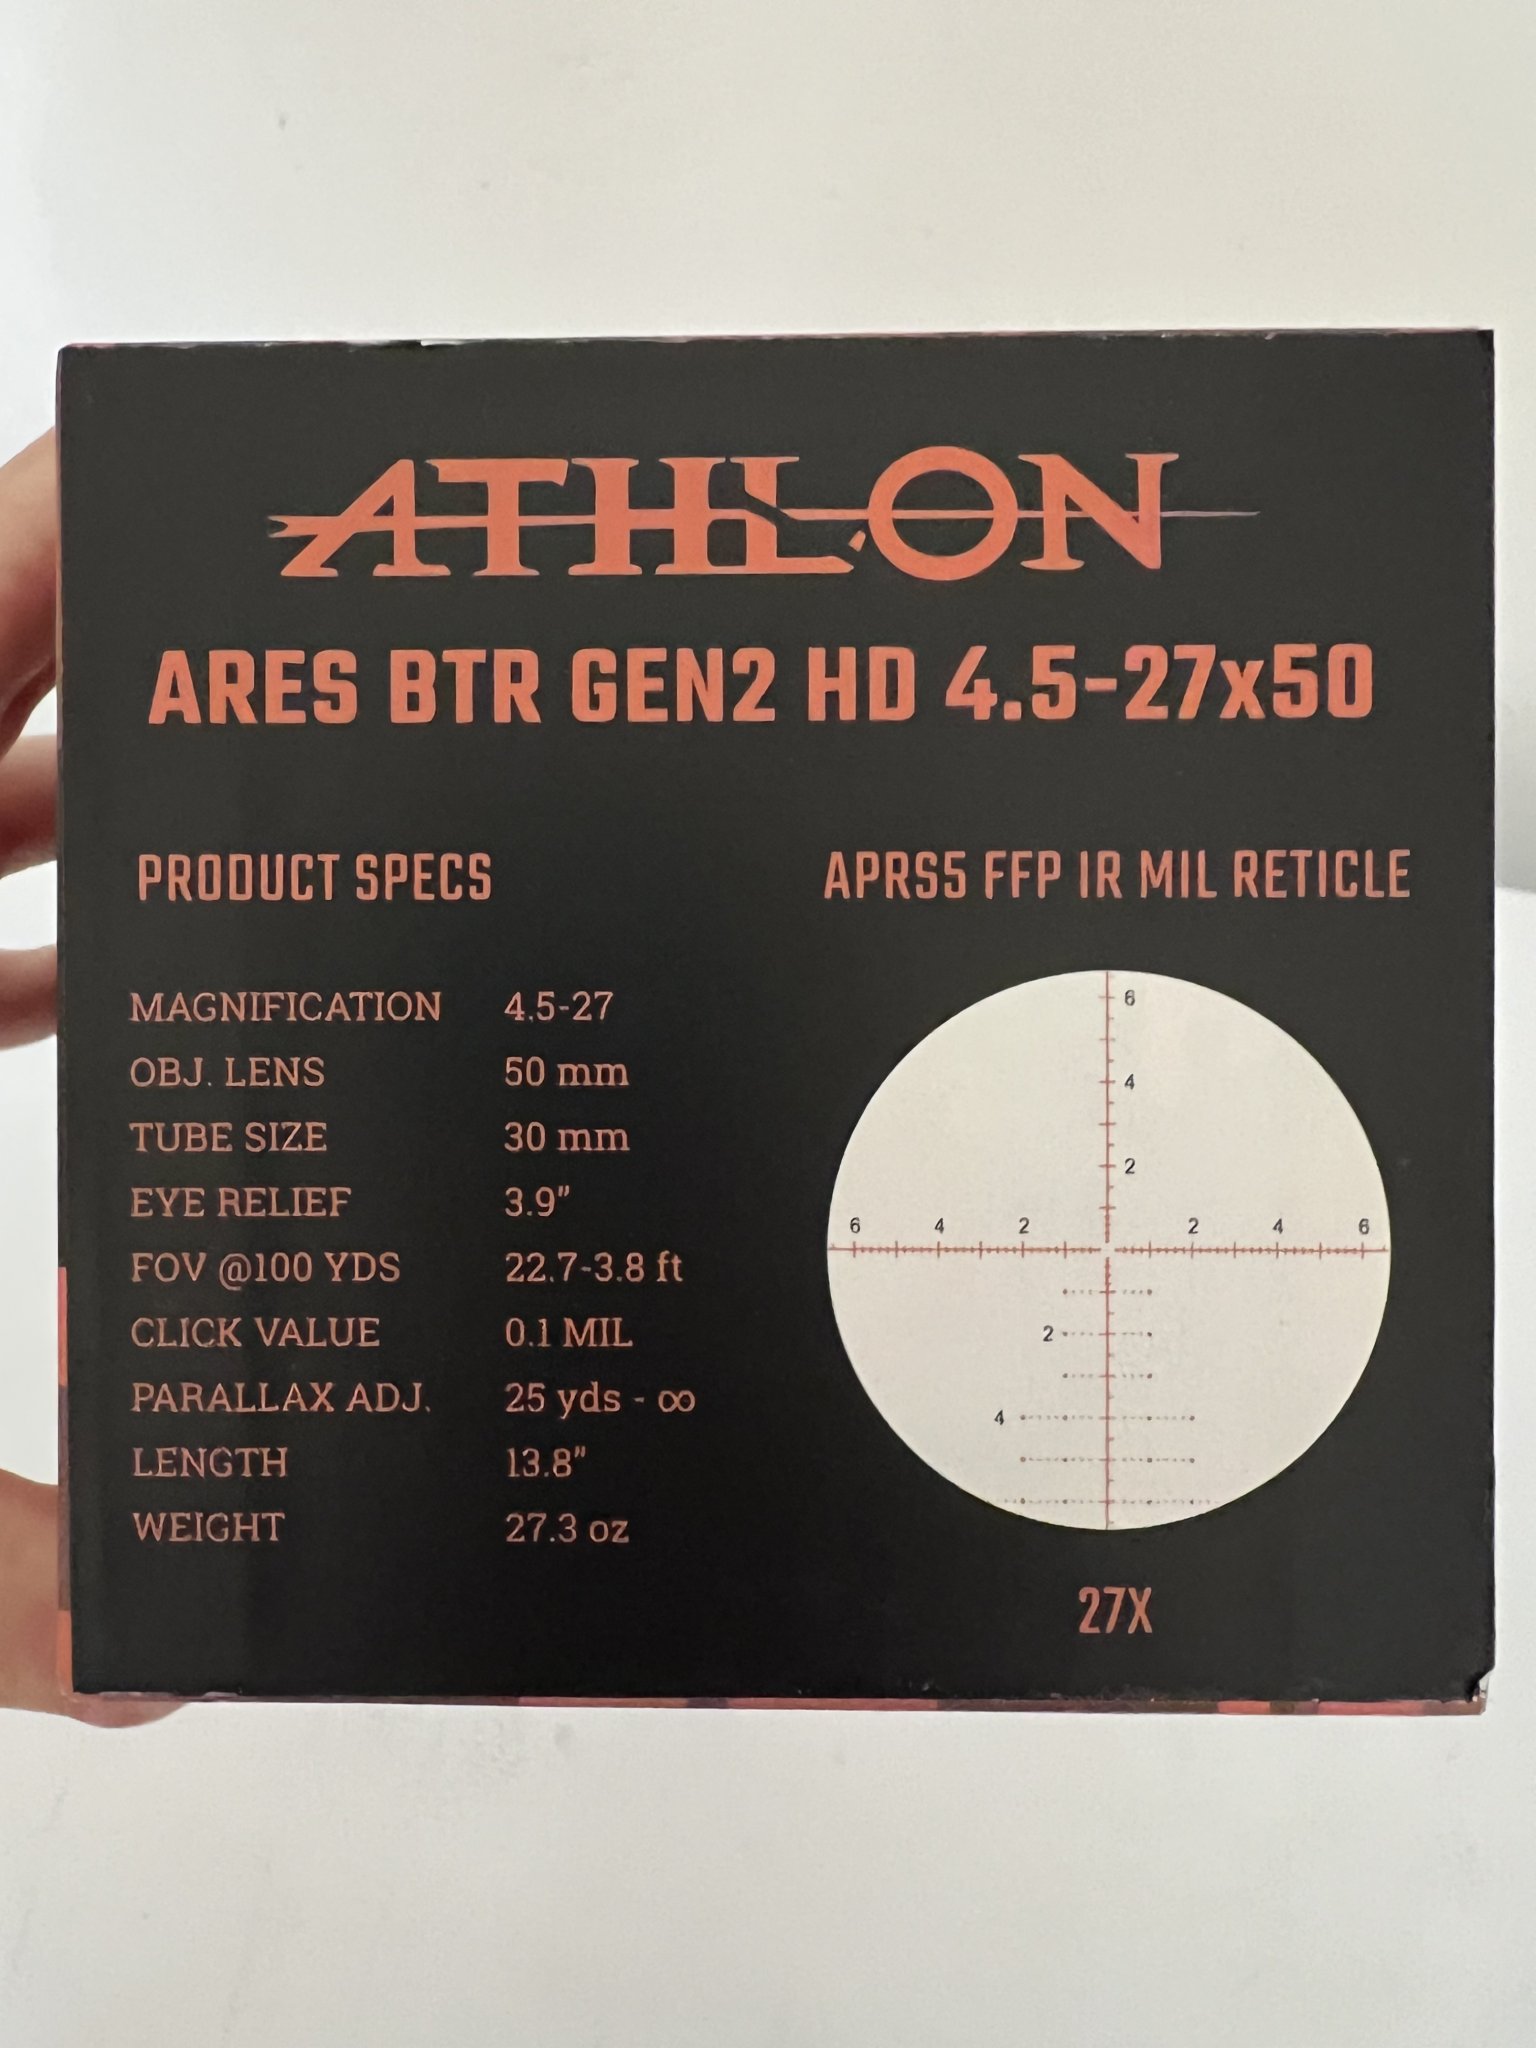 ATHLON
ARES BTR GEN2 HD 4.5-27x50
PRODUCT SPECS
MAGNIFICATION 4.5-27
OBJ. LENS 50 mm
TUBE SIZE 30 mm
EYE RELIEF 3.9"
FOV @100 YDS 22.7-3.8 ft
CLICK VALUE 0.1 MIL
PARALLAX ADJ. 25 yds - ∞
LENGTH 13.8"
WEIGHT 27.3 oz
APRS5 FFP IR MIL RETICLE
6
4
2
6 4 2 2 4 6
2
4
27X